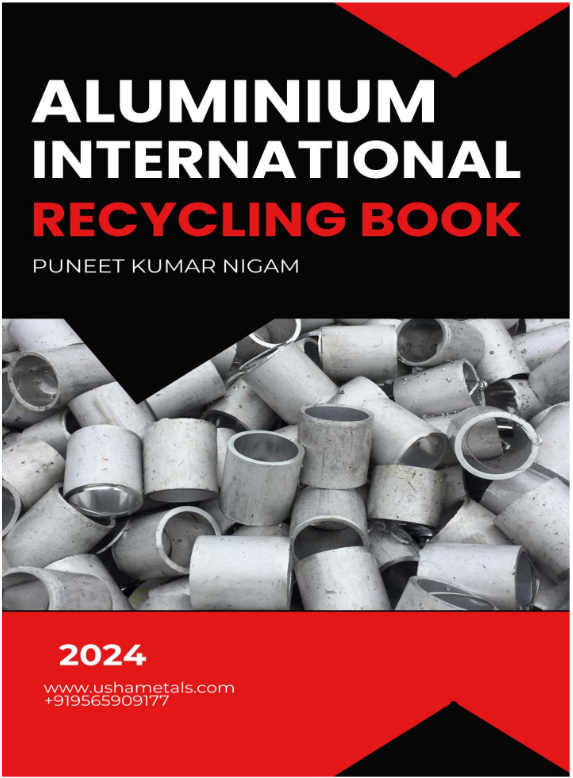 ALUMINIUM
INTERNATIONAL
RECYCLING BOOK
PUNEET KUMAR NIGAM
2024
www.ushametals.com
+919565909177